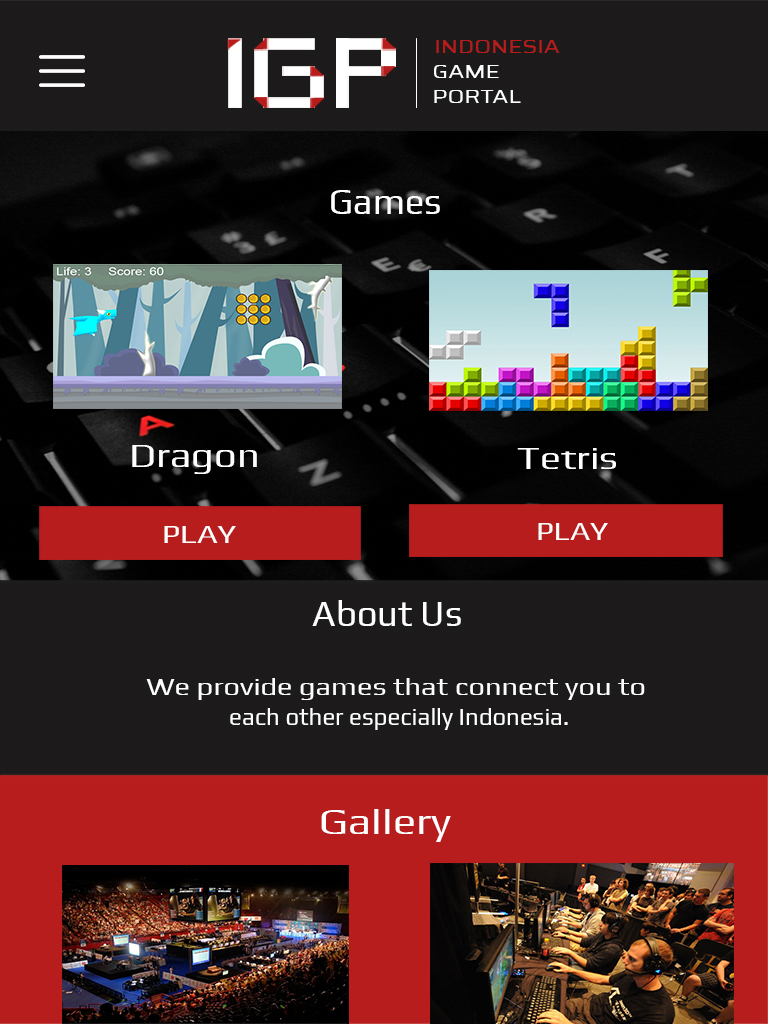 IGP
INDONESIA
GAME
PORTAL
Games
Life: 3 Score: 60
Dragon
Tetris
PLAY
PLAY
About Us
We provide games that connect you to
each other especially Indonesia.
Gallery